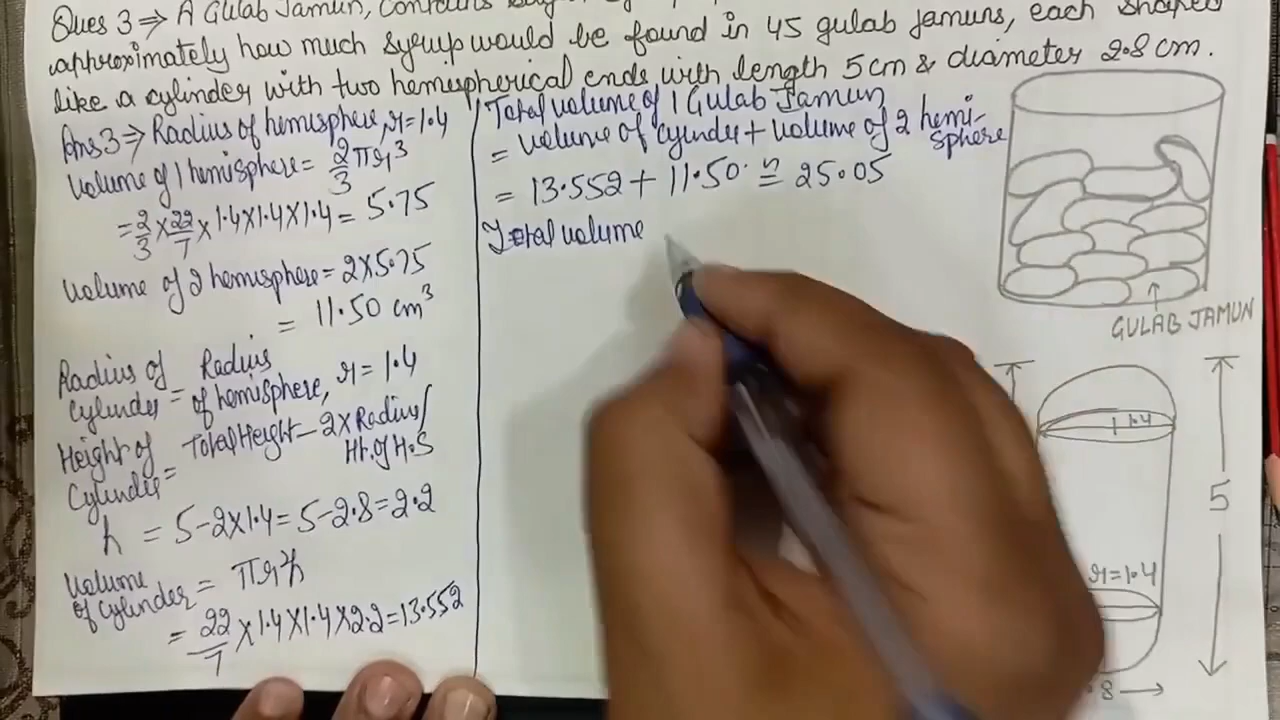 Ques 3 ⇒ A Gulab Jamun, contains
approximately how much syrup would be found in 45 gulab jamuns, each shaped
like a cylinder with two hemispherical ends with length 5cm & diameter 2.8 cm.
Ans 3 ⇒ Radius of hemisphere, r = 1.4
Volume of 1 hemisphere = 2/3 πr³
= 2/3 × 22/7 × 1.4 × 1.4 × 1.4 = 5.75
Volume of 2 hemisphere = 2 × 5.75
= 11.50 cm³
Radius of Cylinder = Radius of hemisphere, r = 1.4
Height of Cylinder = Total Height – 2 × Radius/
Ht. of H.S
h = 5 - 2 × 1.4 = 5 - 2.8 = 2.2
Volume of cylinder = πr²h
= 22/7 × 1.4 × 1.4 × 2.2 = 13.552
Total volume of 1 Gulab Jamun
= volume of cylinder + volume of 2 hemi-
sphere
= 13.552 + 11.50 ≃ 25.05
Total volume
GULAB JAMUN
1.4
5
r = 1.4
.8